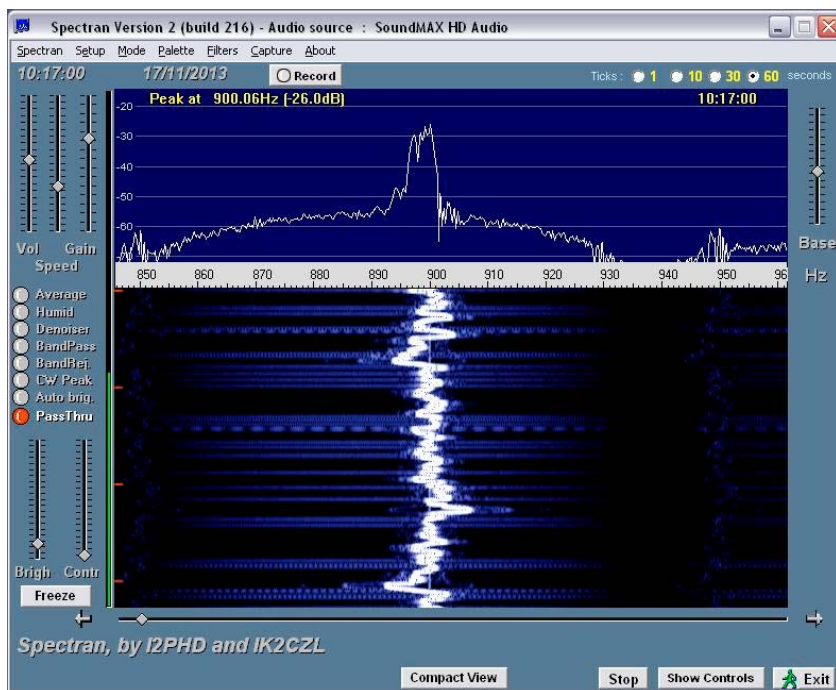 Spectran Version 2 (build 216) - Audio source : SoundMAX HD Audio
Spectran Setup Mode Palette Filters Capture About
10:17:00 17/11/2013 Record Ticks : 1 10 30 60 seconds
Peak at 900.06Hz (-26.0dB) 10:17:00
-20
-30
-40
-50
-60
Vol Gain
Speed
Base
850 860 870 880 890 900 910 920 930 940 950 96
Hz
Average
Humid
Denoiser
BandPass
BandRej.
CW Peak
Auto brig.
PassThru
Brigh Contr
Freeze
Spectran, by I2PHD and IK2CZL
Compact View Stop Show Controls Exit